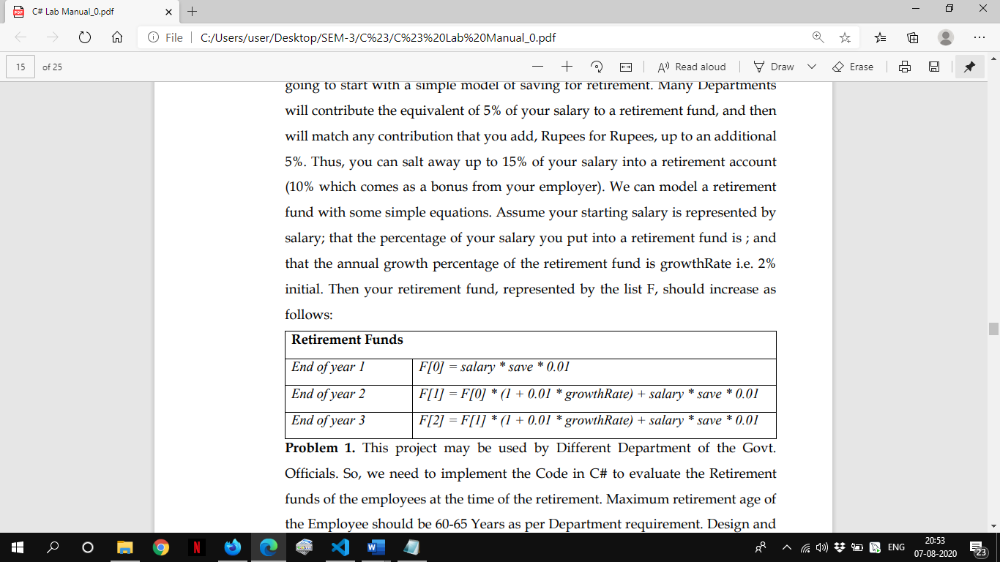 C# Lab Manual_0.pdf
File C:/Users/user/Desktop/SEM-3/C%23/C%23%20Lab%20Manual_0.pdf
15 of 25 Read aloud Draw Erase
going to start with a simple model of saving for retirement. Many Departments
will contribute the equivalent of 5% of your salary to a retirement fund, and then
will match any contribution that you add, Rupees for Rupees, up to an additional
5%. Thus, you can salt away up to 15% of your salary into a retirement account
(10% which comes as a bonus from your employer). We can model a retirement
fund with some simple equations. Assume your starting salary is represented by
salary; that the percentage of your salary you put into a retirement fund is ; and
that the annual growth percentage of the retirement fund is growthRate i.e. 2%
initial. Then your retirement fund, represented by the list F, should increase as
follows:
Retirement Funds
End of year 1 F[0] = salary * save * 0.01
End of year 2 F[1] = F[0] * (1 + 0.01 * growthRate) + salary * save * 0.01
End of year 3 F[2] = F[1] * (1 + 0.01 * growthRate) + salary * save * 0.01
Problem 1. This project may be used by Different Department of the Govt.
Officials. So, we need to implement the Code in C# to evaluate the Retirement
funds of the employees at the time of the retirement. Maximum retirement age of
the Employee should be 60-65 Years as per Department requirement. Design and
ENG
20:53
07-08-2020
23